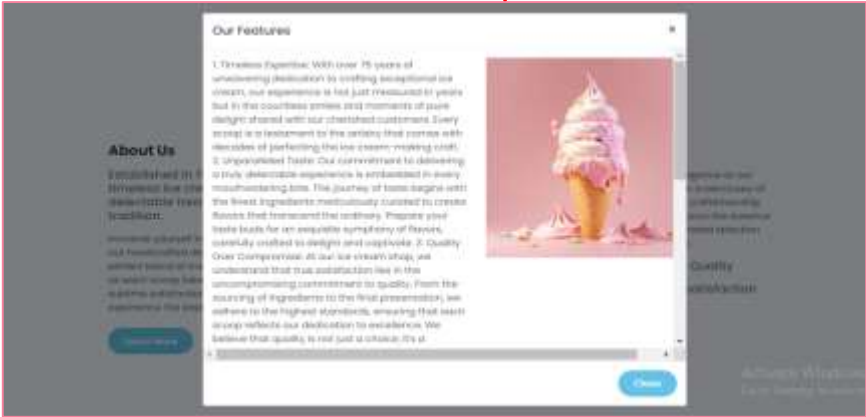 Our Features
×
1. Timeless Expertise: With over 75 years of
unwavering dedication to crafting exceptional ice
cream, our experience is not just measured in years
but in the countless smiles and moments of pure
delight shared with our cherished customers. Every
scoop is a testament to the artistry that comes with
decades of perfecting the ice cream-making craft.
2. Unparalleled Taste: Our commitment to delivering
a truly delectable experience is embedded in every
mouthwatering bite. The journey of taste begins with
the finest ingredients meticulously curated to create
flavors that transcend the ordinary. Prepare your
taste buds for an exquisite symphony of flavors,
carefully crafted to delight and captivate. 3. Quality
Over Compromise: At our ice cream shop, we
understand that true satisfaction lies in the
uncompromising commitment to quality. From the
sourcing of ingredients to the final presentation, we
adhere to the highest standards, ensuring that each
scoop reflects our dedication to excellence. We
believe that quality is not just a choice; it's a
Close
About Us
Established in
timeless ice
delectable
tradition.
Immerse yourself
Quality
Satisfaction
Activate Windows